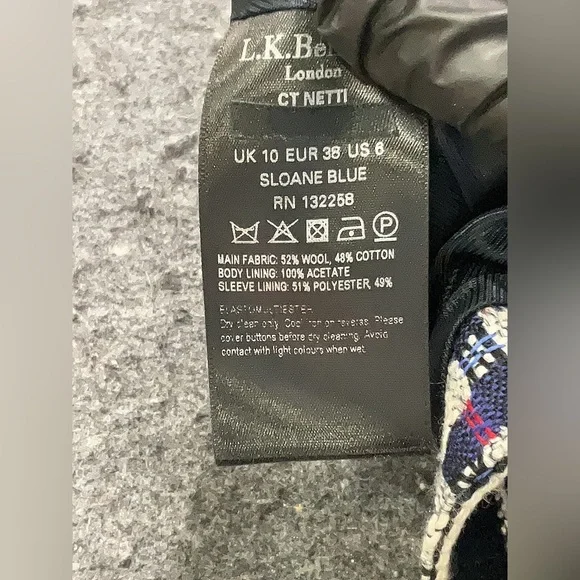 L.K.Be
London
CT NETTI
UK 10 EUR 38 US 6
SLOANE BLUE
RN 132258
P
MAIN FABRIC: 52% WOOL, 48% COTTON
BODY LINING: 100% ACETATE
SLEEVE LINING: 51% POLYESTER, 49%
ELASTOMULTIESTER
Dry clean only. Cool iron on reverse. Please
cover buttons before dry cleaning. Avoid
contact with light colours when wet.